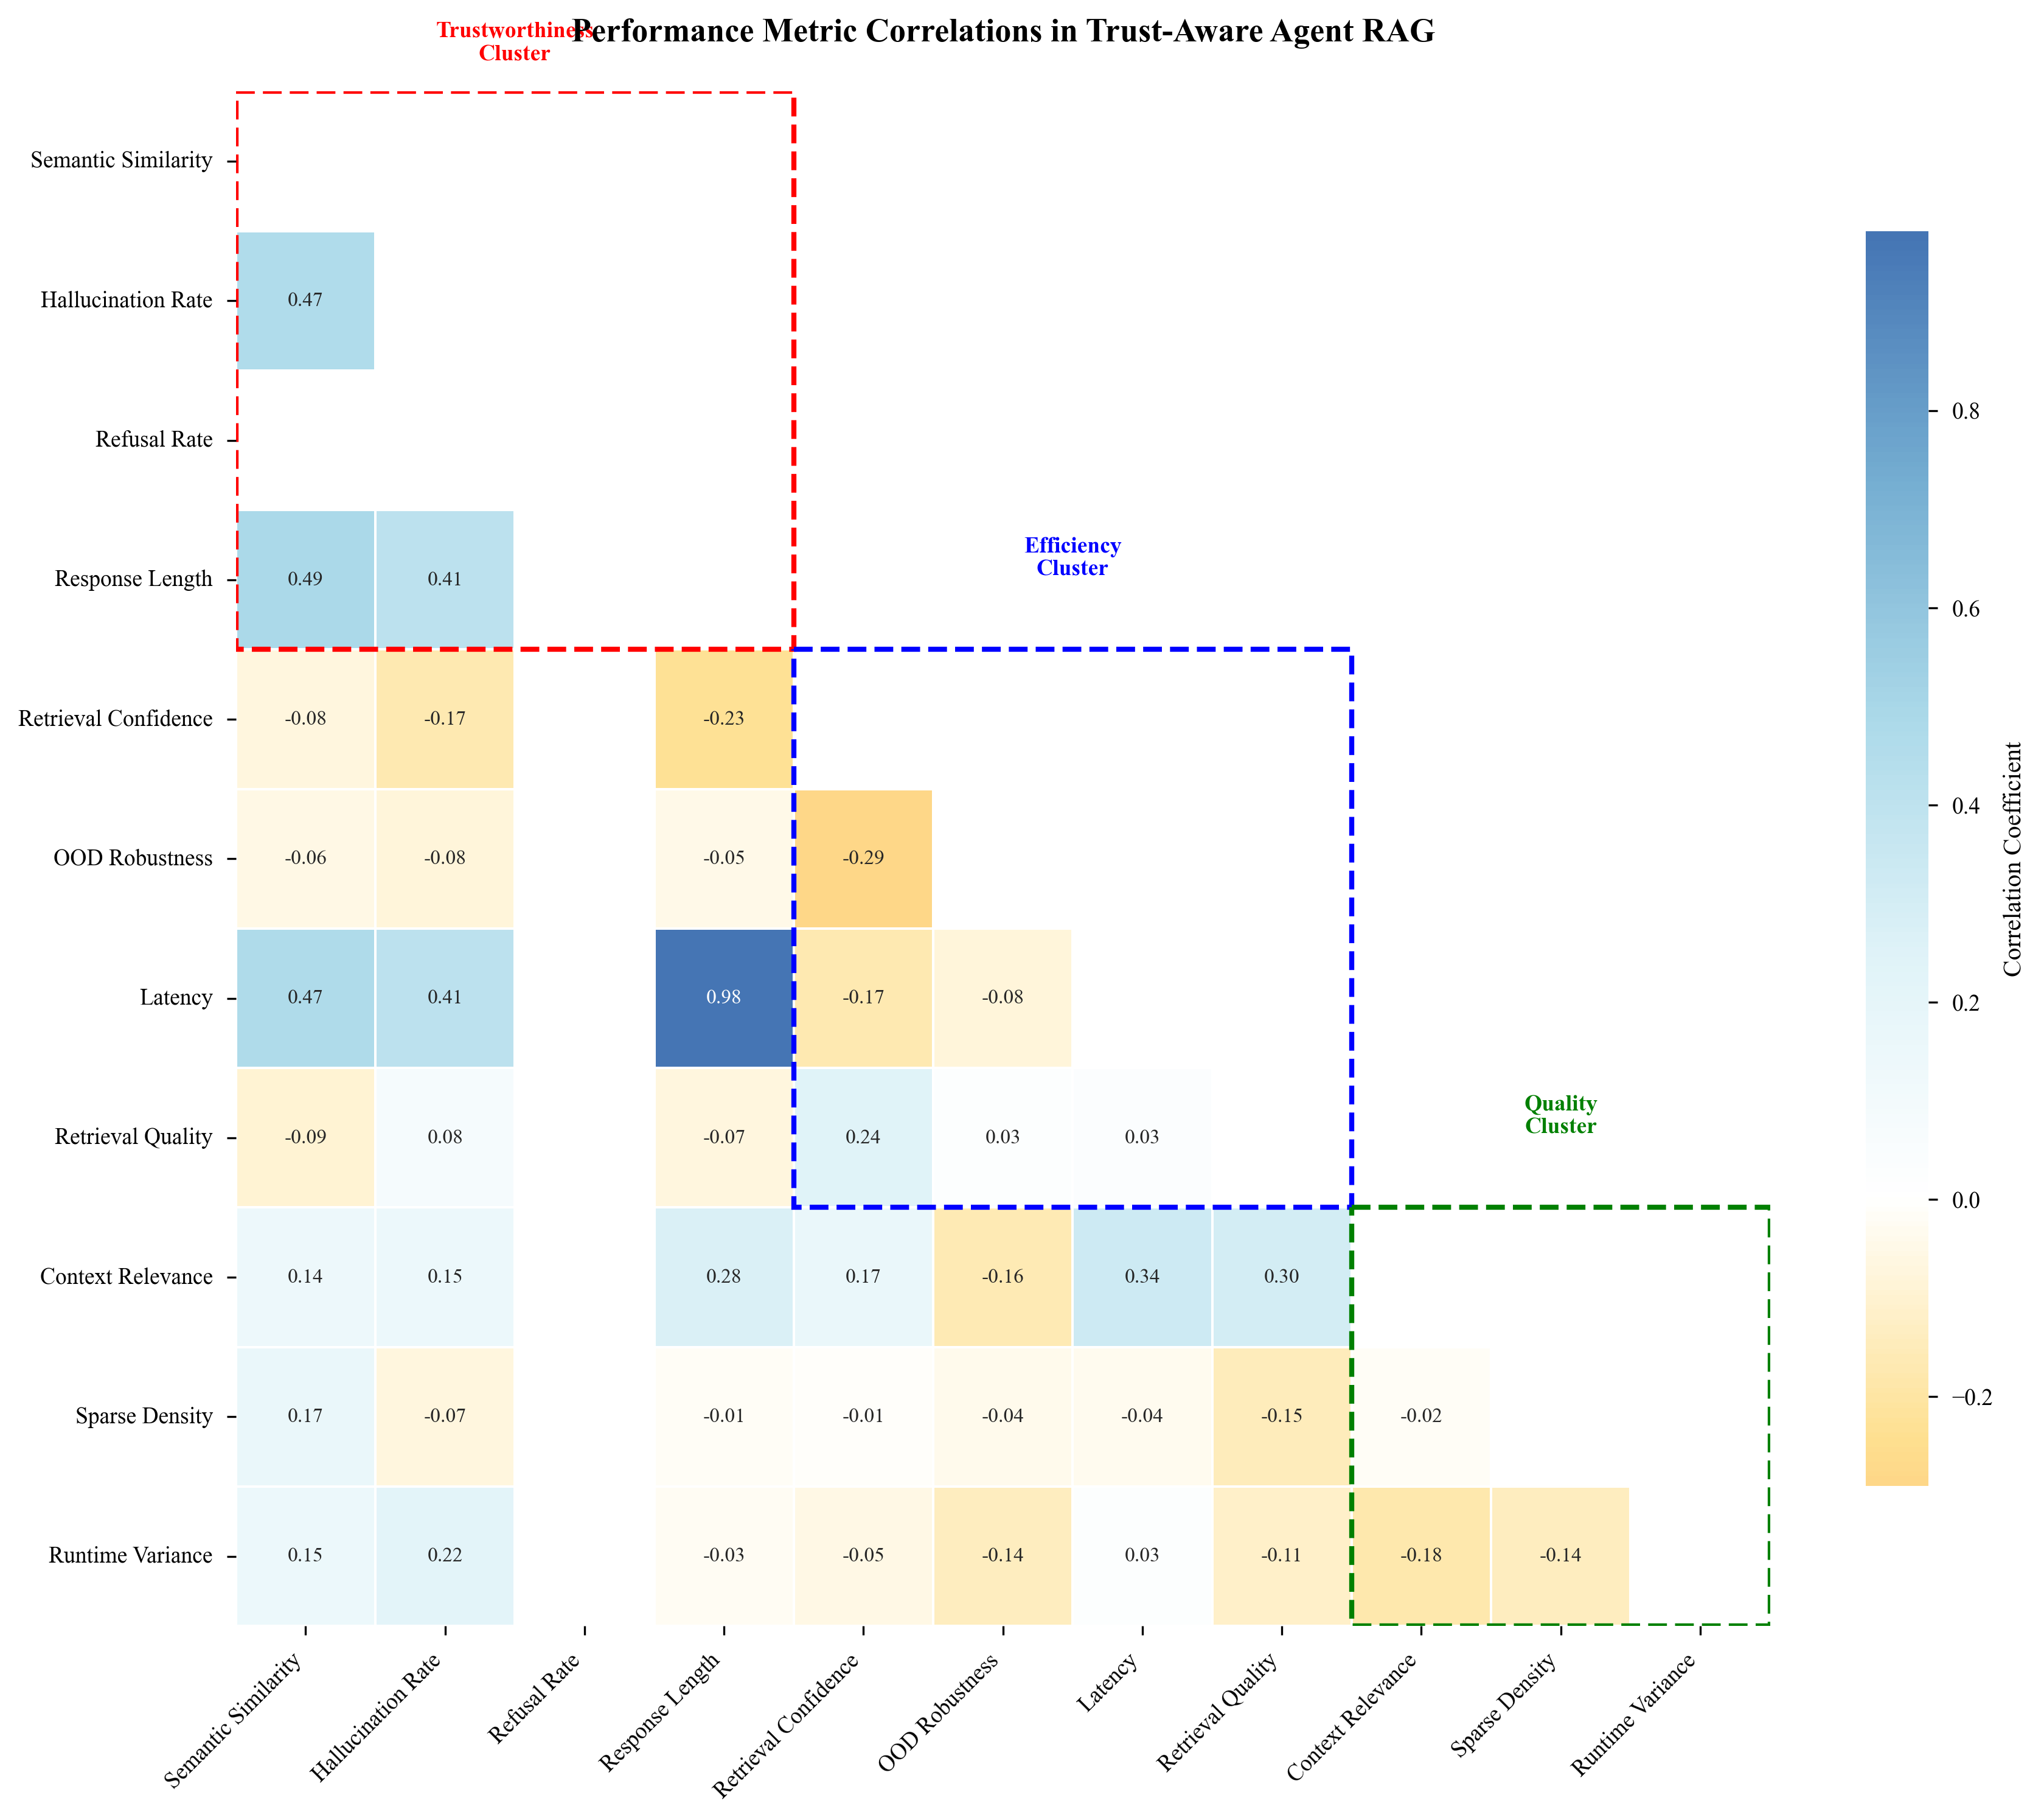 Trustworthiness
Cluster
Performance Metric Correlations in Trust-Aware Agent RAG
Semantic Similarity
Hallucination Rate
0.47
Refusal Rate
Response Length
0.49 0.41
Efficiency
Cluster
Retrieval Confidence
-0.08 -0.17 -0.23
OOD Robustness
-0.06 -0.08 -0.05 -0.29
Latency
0.47 0.41 0.98 -0.17 -0.08
Retrieval Quality
-0.09 0.08 -0.07 0.24 0.03 0.03
Quality
Cluster
Context Relevance
0.14 0.15 0.28 0.17 -0.16 0.34 0.30
Sparse Density
0.17 -0.07 -0.01 -0.01 -0.04 -0.04 -0.15 -0.02
Runtime Variance
0.15 0.22 -0.03 -0.05 -0.14 0.03 -0.11 -0.18 -0.14
Semantic Similarity
Hallucination Rate
Refusal Rate
Response Length
Retrieval Confidence
OOD Robustness
Latency
Retrieval Quality
Context Relevance
Sparse Density
Runtime Variance
0.8
0.6
0.4
0.2
0.0
−0.2
Correlation Coefficient